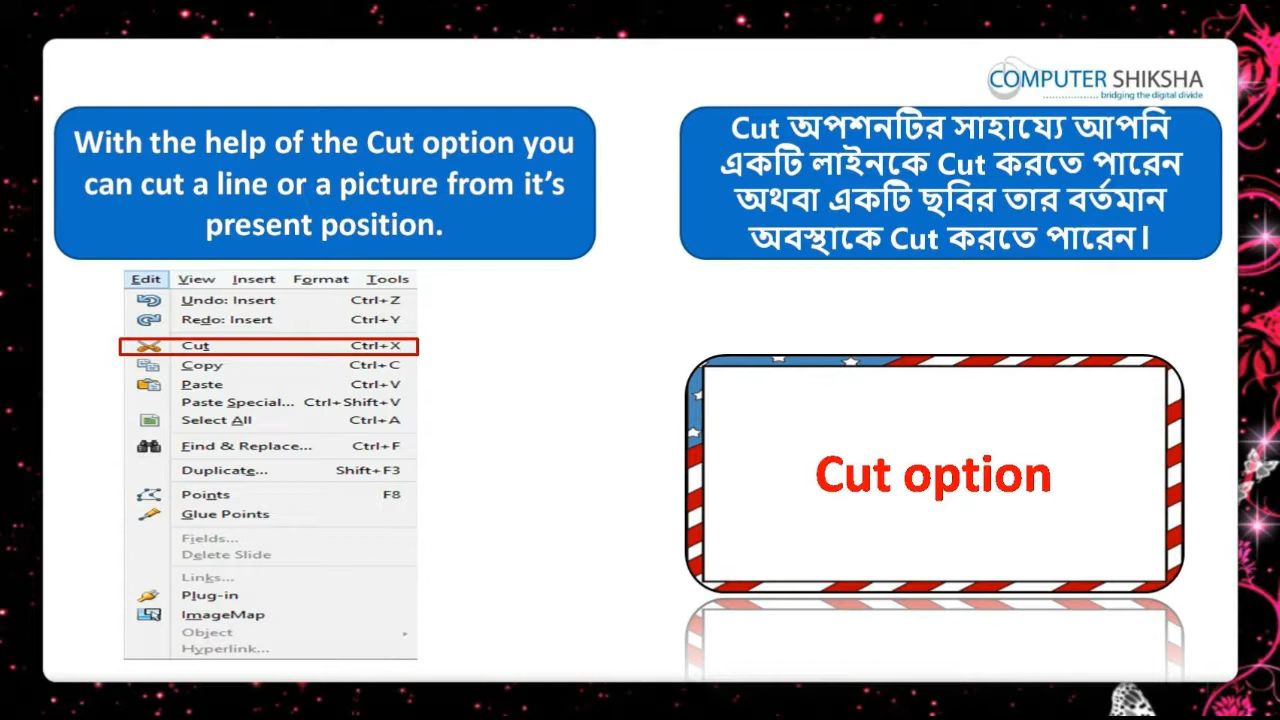 COMPUTER SHIKSHA
bridging the digital divide
With the help of the Cut option you
can cut a line or a picture from it’s
present position.
Cut অপশনটির সাহায্যে আপনি
একটি লাইনকে Cut করতে পারেন
অথবা একটি ছবির তার বর্তমান
অবস্থাকে Cut করতে পারেন।
Edit View Insert Format Tools
Undo: Insert Ctrl+Z
Redo: Insert Ctrl+Y
Cut Ctrl+X
Copy Ctrl+C
Paste Ctrl+V
Paste Special... Ctrl+Shift+V
Select All Ctrl+A
Find & Replace... Ctrl+F
Duplicate... Shift+F3
Points F8
Glue Points
Fields...
Delete Slide
Links...
Plug-in
ImageMap
Object
Hyperlink...
Cut option